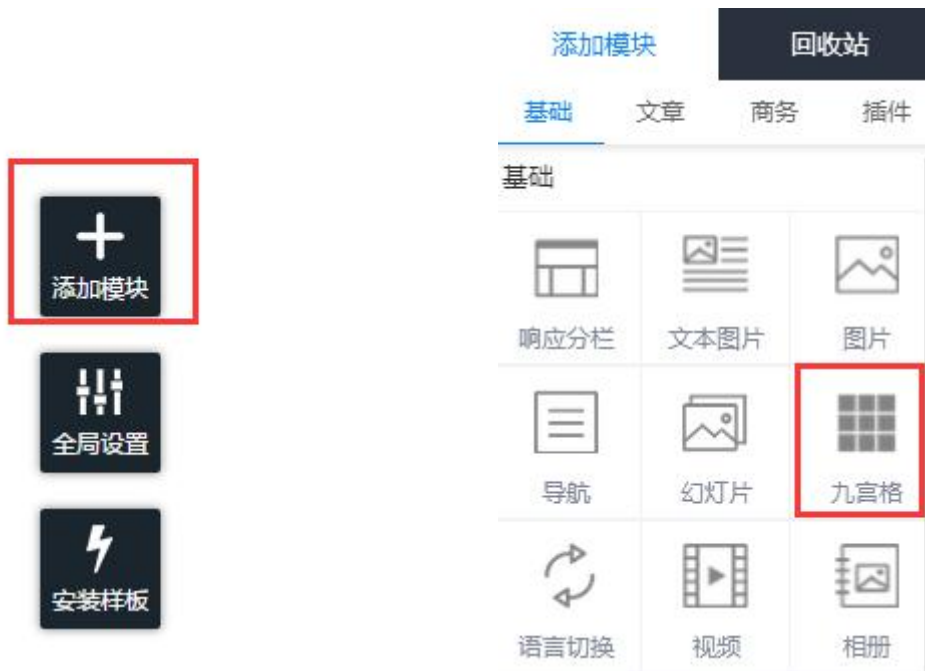 添加模块
全局设置
安装样板
添加模块 回收站
基础 文章 商务 插件
基础
响应分栏 文本图片 图片
导航 幻灯片 九宫格
语言切换 视频 相册